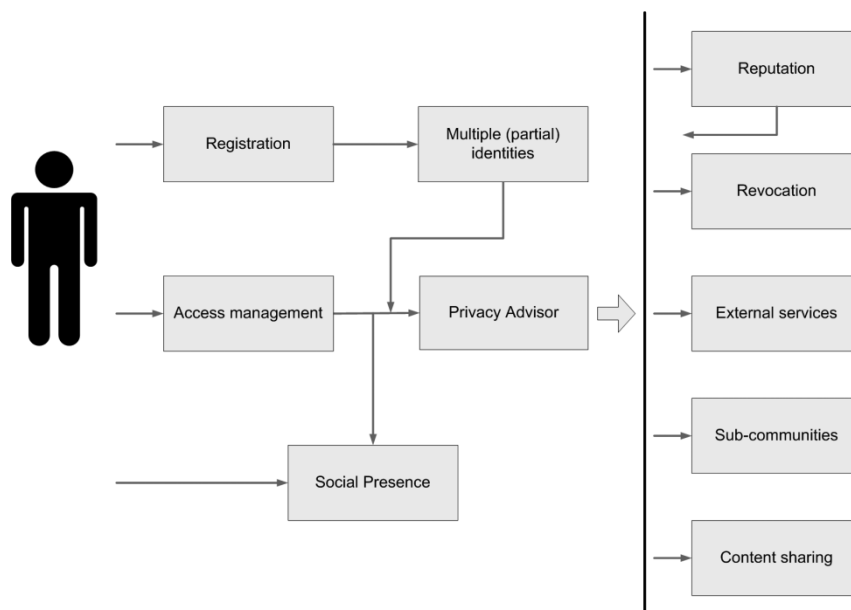 Reputation
Registration
Multiple (partial)
identities
Revocation
Access management
Privacy Advisor
External services
Sub-communities
Social Presence
Content sharing